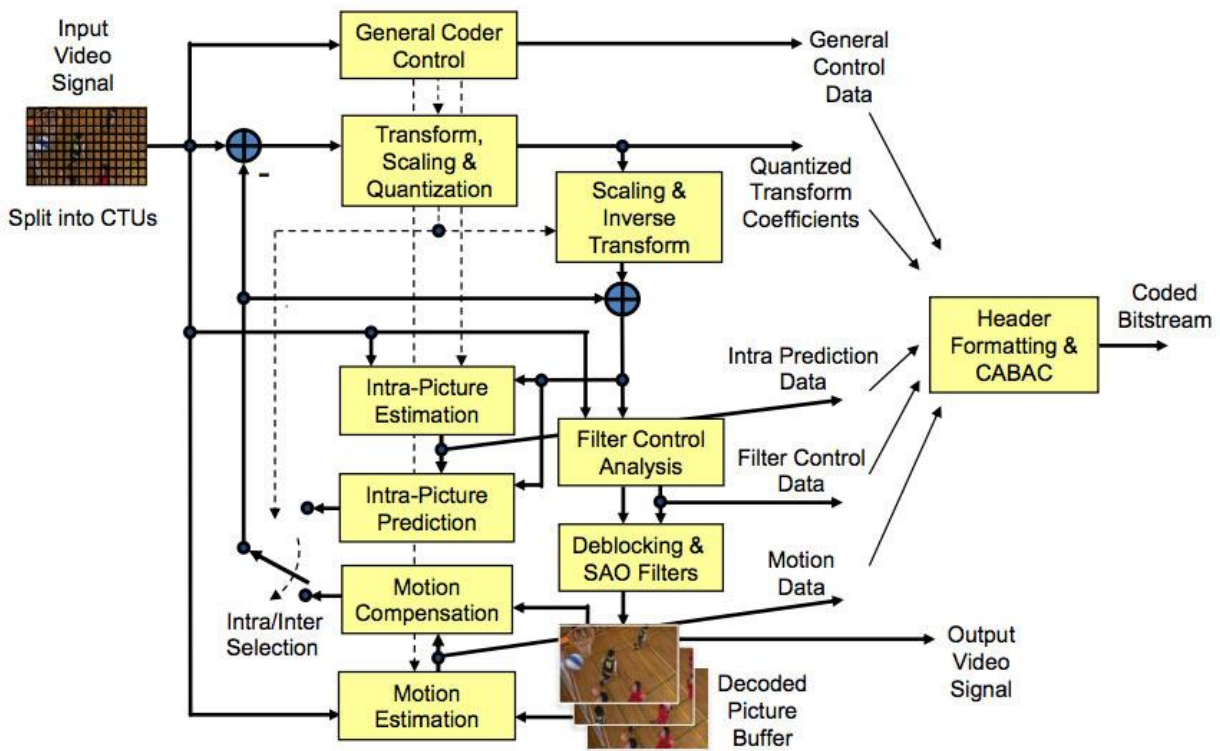 Input
Video
Signal
Split into CTUs
General Coder
Control
General
Control
Data
Transform,
Scaling &
Quantization
-
Quantized
Transform
Coefficients
Scaling &
Inverse
Transform
Header
Formatting &
CABAC
Coded
Bitstream
Intra-Picture
Estimation
Intra Prediction
Data
Filter Control
Analysis
Filter Control
Data
Intra-Picture
Prediction
Deblocking &
SAO Filters
Motion
Data
Motion
Compensation
Intra/Inter
Selection
Output
Video
Signal
Motion
Estimation
Decoded
Picture
Buffer